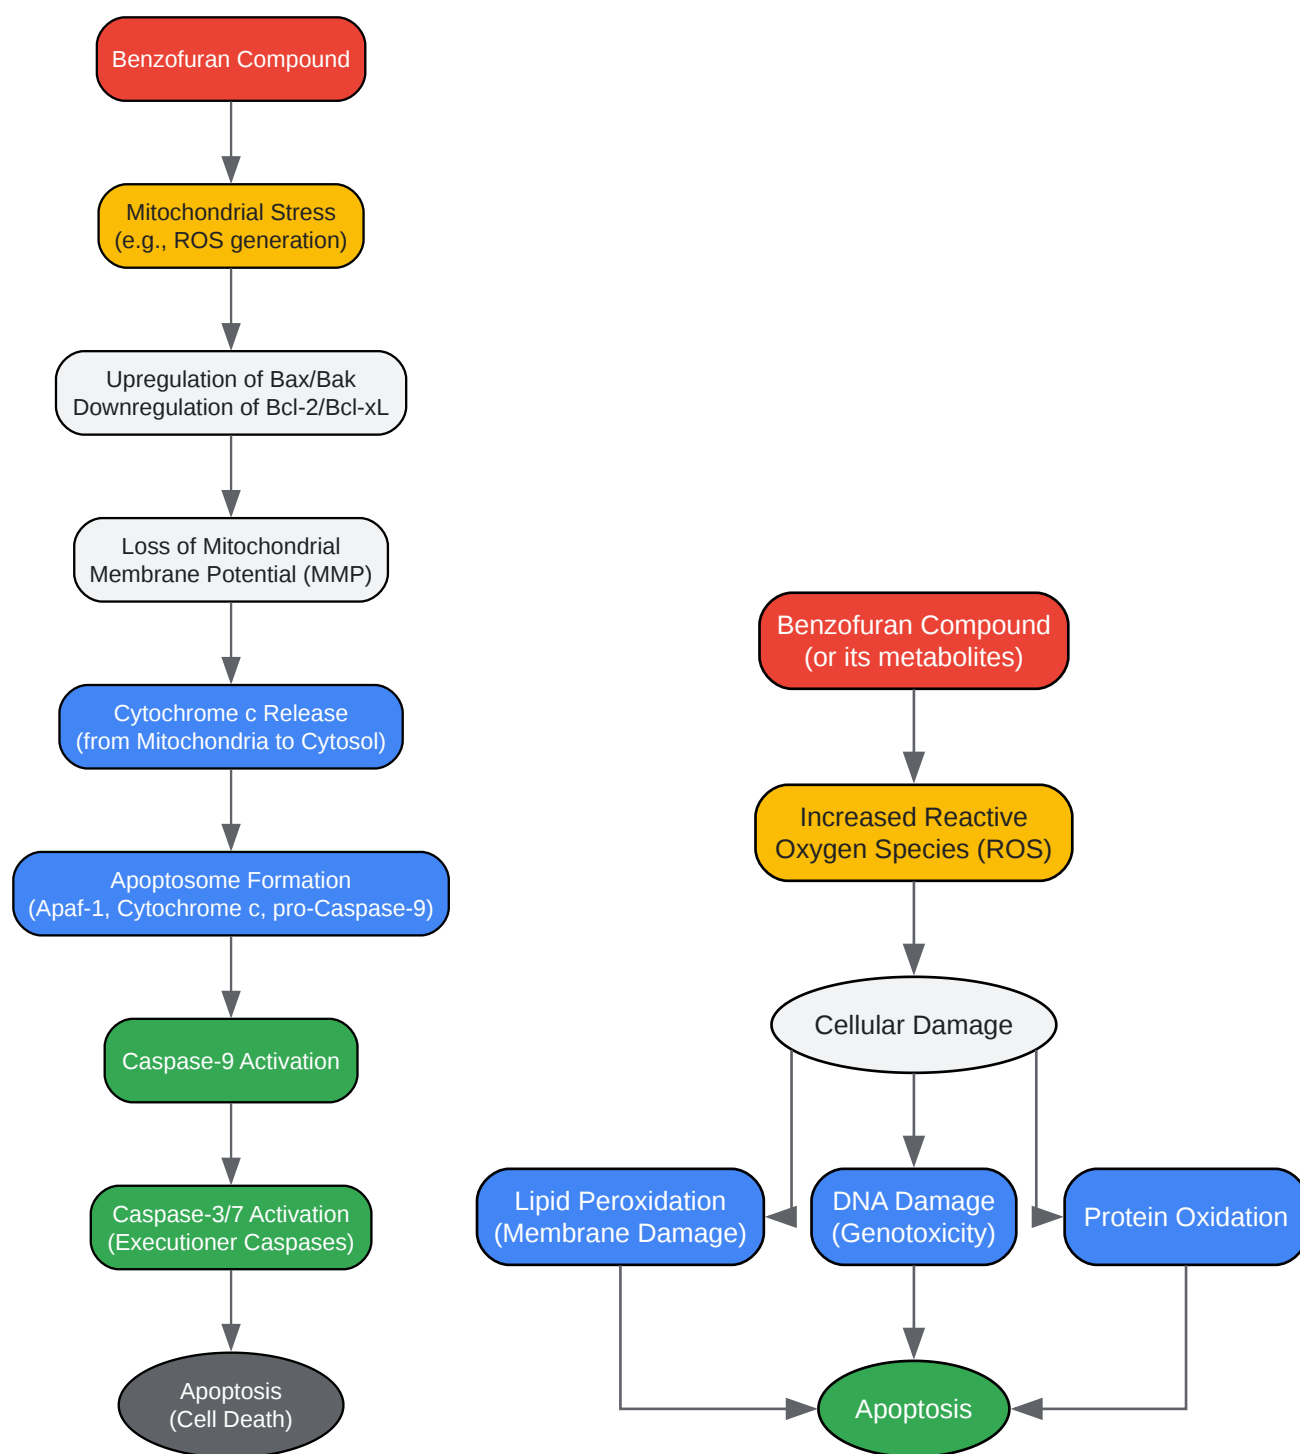 Benzofuran Compound
Mitochondrial Stress
(e.g., ROS generation)
Upregulation of Bax/Bak
Downregulation of Bcl-2/Bcl-xL
Loss of Mitochondrial
Membrane Potential (MMP)
Cytochrome c Release
(from Mitochondria to Cytosol)
Apoptosome Formation
(Apaf-1, Cytochrome c, pro-Caspase-9)
Caspase-9 Activation
Caspase-3/7 Activation
(Executioner Caspases)
Apoptosis
(Cell Death)
Benzofuran Compound
(or its metabolites)
Increased Reactive
Oxygen Species (ROS)
Cellular Damage
Lipid Peroxidation
(Membrane Damage)
DNA Damage
(Genotoxicity)
Protein Oxidation
Apoptosis